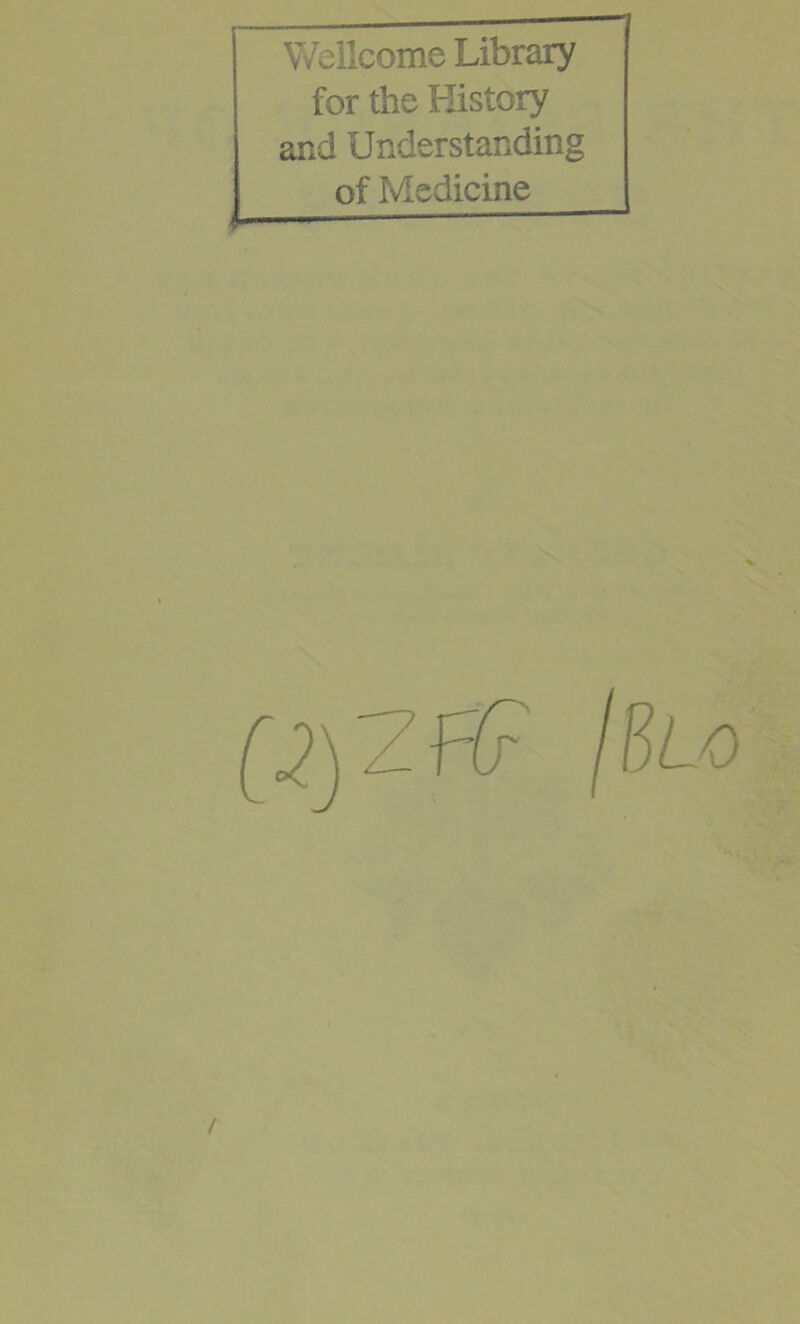 Wellcome Library
for the History
and Understanding
of Medicine
(2) ZFG /BLO